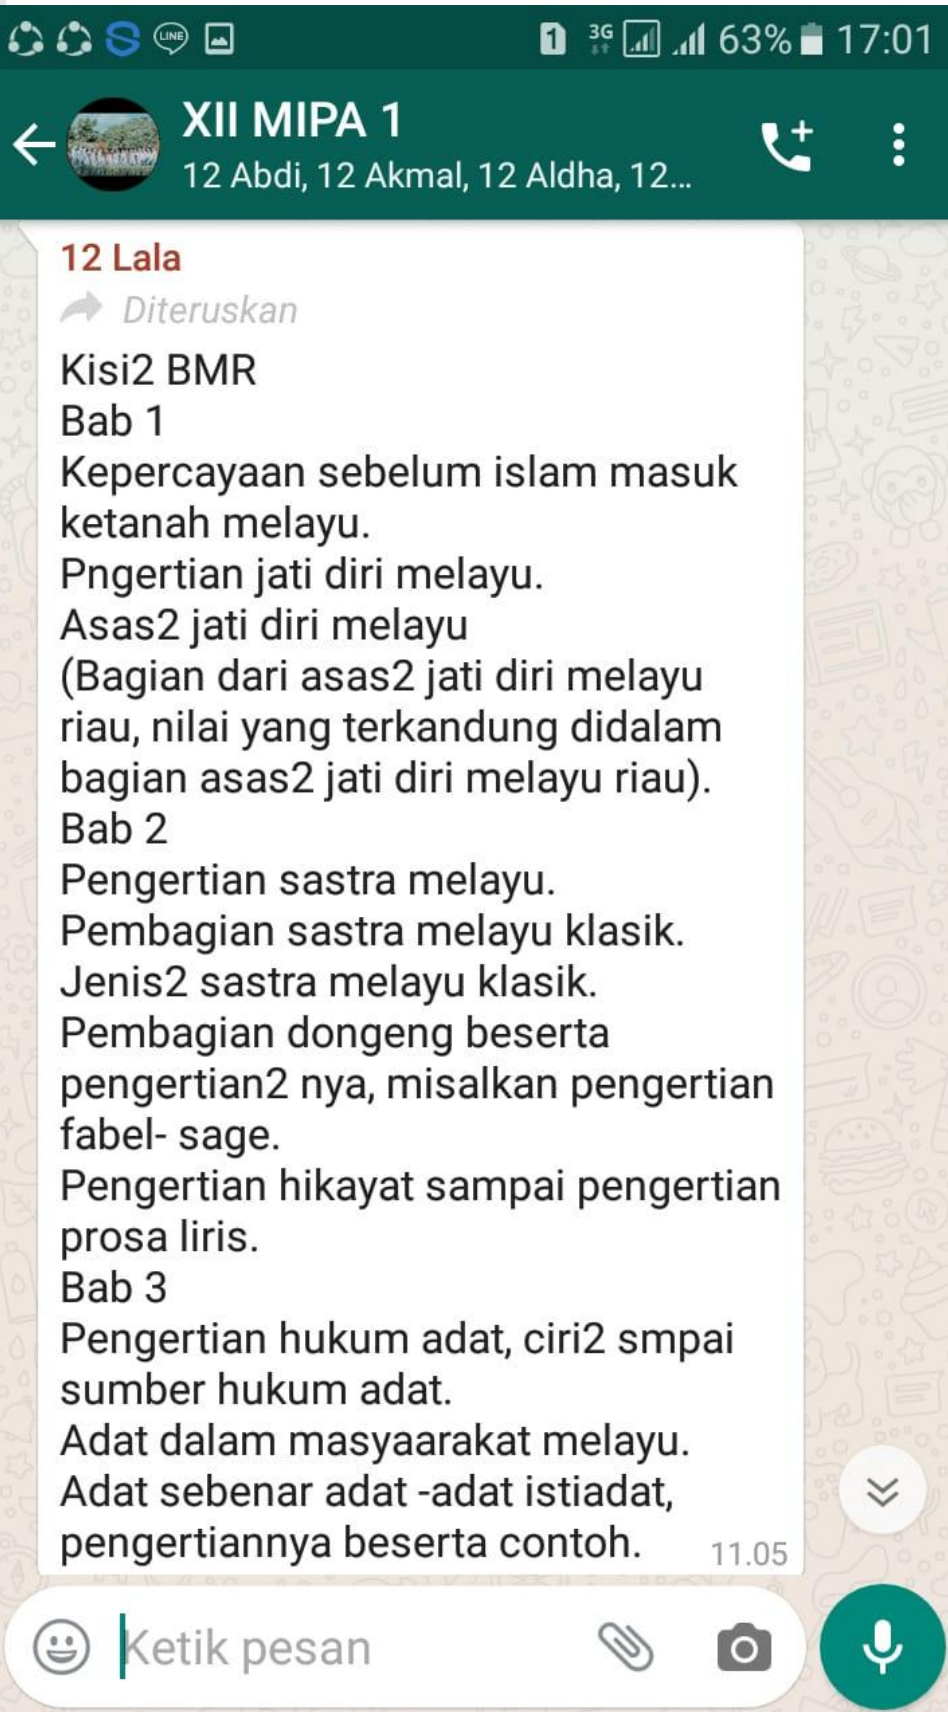 LINE
1 3G 63% 17:01
XII MIPA 1
12 Abdi, 12 Akmal, 12 Aldha, 12...
12 Lala
Diteruskan
Kisi2 BMR
Bab 1
Kepercayaan sebelum islam masuk
ketanah melayu.
Pngertian jati diri melayu.
Asas2 jati diri melayu
(Bagian dari asas2 jati diri melayu
riau, nilai yang terkandung didalam
bagian asas2 jati diri melayu riau).
Bab 2
Pengertian sastra melayu.
Pembagian sastra melayu klasik.
Jenis2 sastra melayu klasik.
Pembagian dongeng beserta
pengertian2 nya, misalkan pengertian
fabel- sage.
Pengertian hikayat sampai pengertian
prosa liris.
Bab 3
Pengertian hukum adat, ciri2 smpai
sumber hukum adat.
Adat dalam masyaarakat melayu.
Adat sebenar adat -adat istiadat,
pengertiannya beserta contoh.
11.05
Ketik pesan